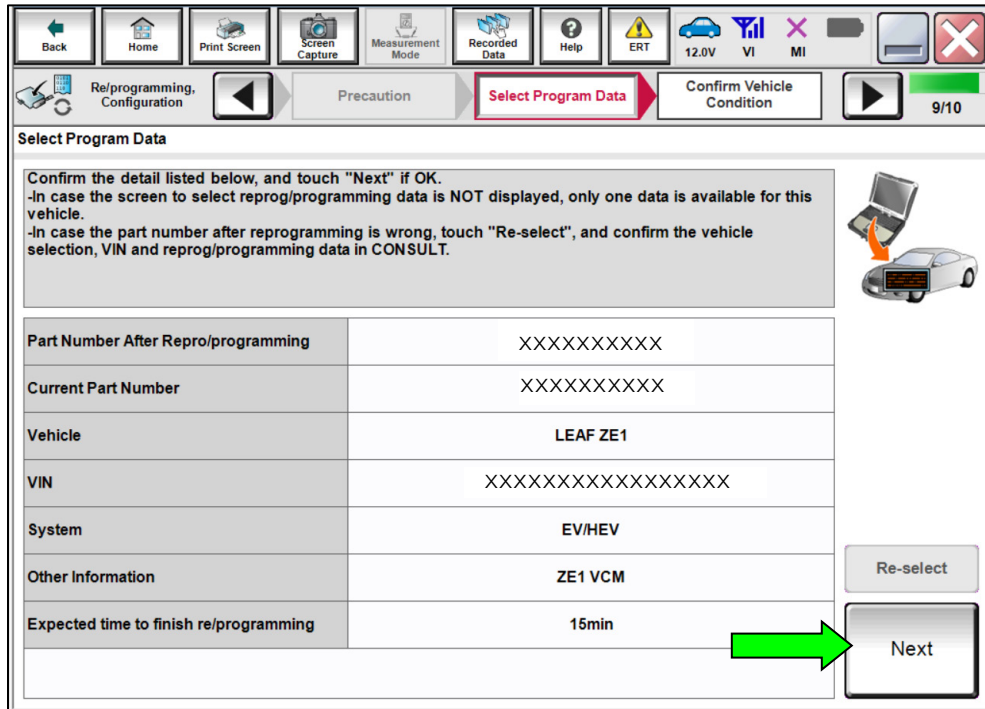 Back
Home
Print Screen
Screen
Capture
Measurement
Mode
Recorded
Data
Help
ERT
12.0V
VI
MI
Re/programming,
Configuration
Precaution
Select Program Data
Confirm Vehicle
Condition
9/10
Select Program Data
Confirm the detail listed below, and touch "Next" if OK.
-In case the screen to select reprog/programming data is NOT displayed, only one data is available for this
vehicle.
-In case the part number after reprogramming is wrong, touch "Re-select", and confirm the vehicle
selection, VIN and reprog/programming data in CONSULT.
Part Number After Repro/programming
XXXXXXXXXX
Current Part Number
XXXXXXXXXX
Vehicle
LEAF ZE1
VIN
XXXXXXXXXXXXXXXXX
System
EV/HEV
Other Information
ZE1 VCM
Expected time to finish re/programming
15min
Re-select
Next